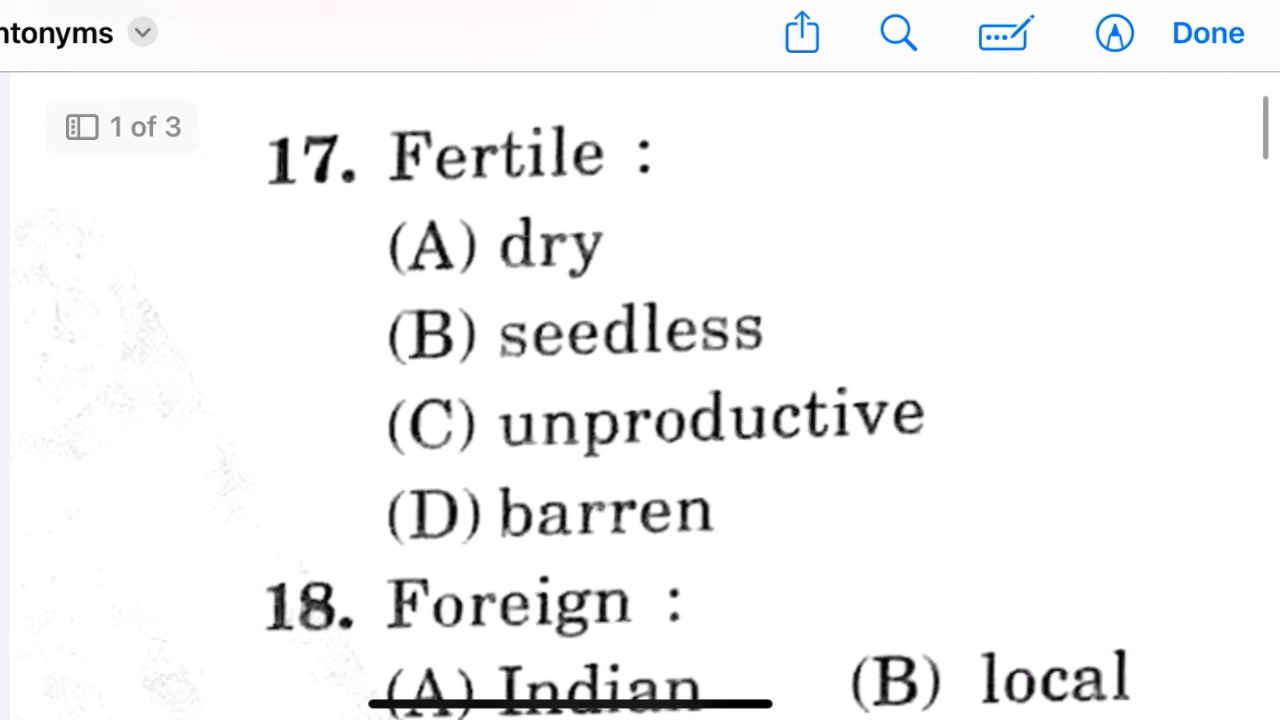 ntonyms
Done
1 of 3
17. Fertile :
(A) dry
(B) seedless
(C) unproductive
(D) barren
18. Foreign :
(A) Indian (B) local